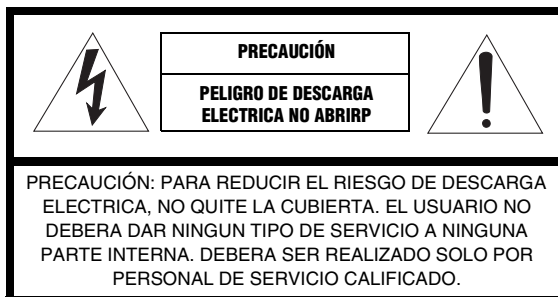 PRECAUCIÓN
PELIGRO DE DESCARGA
ELECTRICA NO ABRIRP
PRECAUCIÓN: PARA REDUCIR EL RIESGO DE DESCARGA
ELECTRICA, NO QUITE LA CUBIERTA. EL USUARIO NO
DEBERA DAR NINGUN TIPO DE SERVICIO A NINGUNA
PARTE INTERNA. DEBERA SER REALIZADO SOLO POR
PERSONAL DE SERVICIO CALIFICADO.